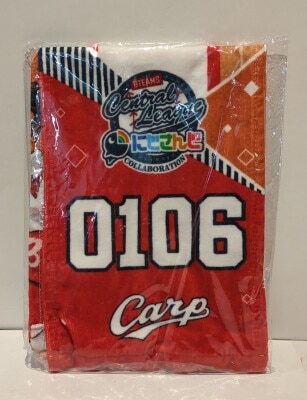 6TEAMS
Central
League
にじさんじ
COLLABORATION
0106
Carp